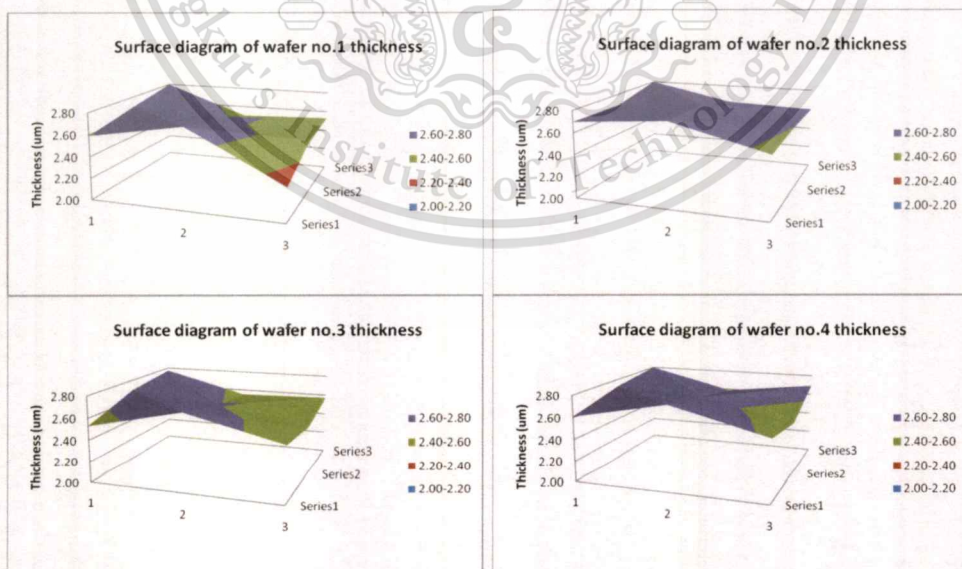 Surface diagram of wafer no.1 thickness
Thickness (um)
2.80
2.60
2.40
2.20
2.00
1
2
3
Series3
Series2
Series1
2.60-2.80
2.40-2.60
2.20-2.40
2.00-2.20
Surface diagram of wafer no.2 thickness
Thickness (um)
2.80
2.60
2.40
2.20
2.00
1
2
3
Series3
Series2
Series1
2.60-2.80
2.40-2.60
2.20-2.40
2.00-2.20
Surface diagram of wafer no.3 thickness
Thickness (um)
2.80
2.60
2.40
2.20
2.00
1
2
3
Series3
Series2
Series1
2.60-2.80
2.40-2.60
2.20-2.40
2.00-2.20
Surface diagram of wafer no.4 thickness
Thickness (um)
2.80
2.60
2.40
2.20
2.00
1
2
3
Series3
Series2
Series1
2.60-2.80
2.40-2.60
2.20-2.40
2.00-2.20
Institute of Technology